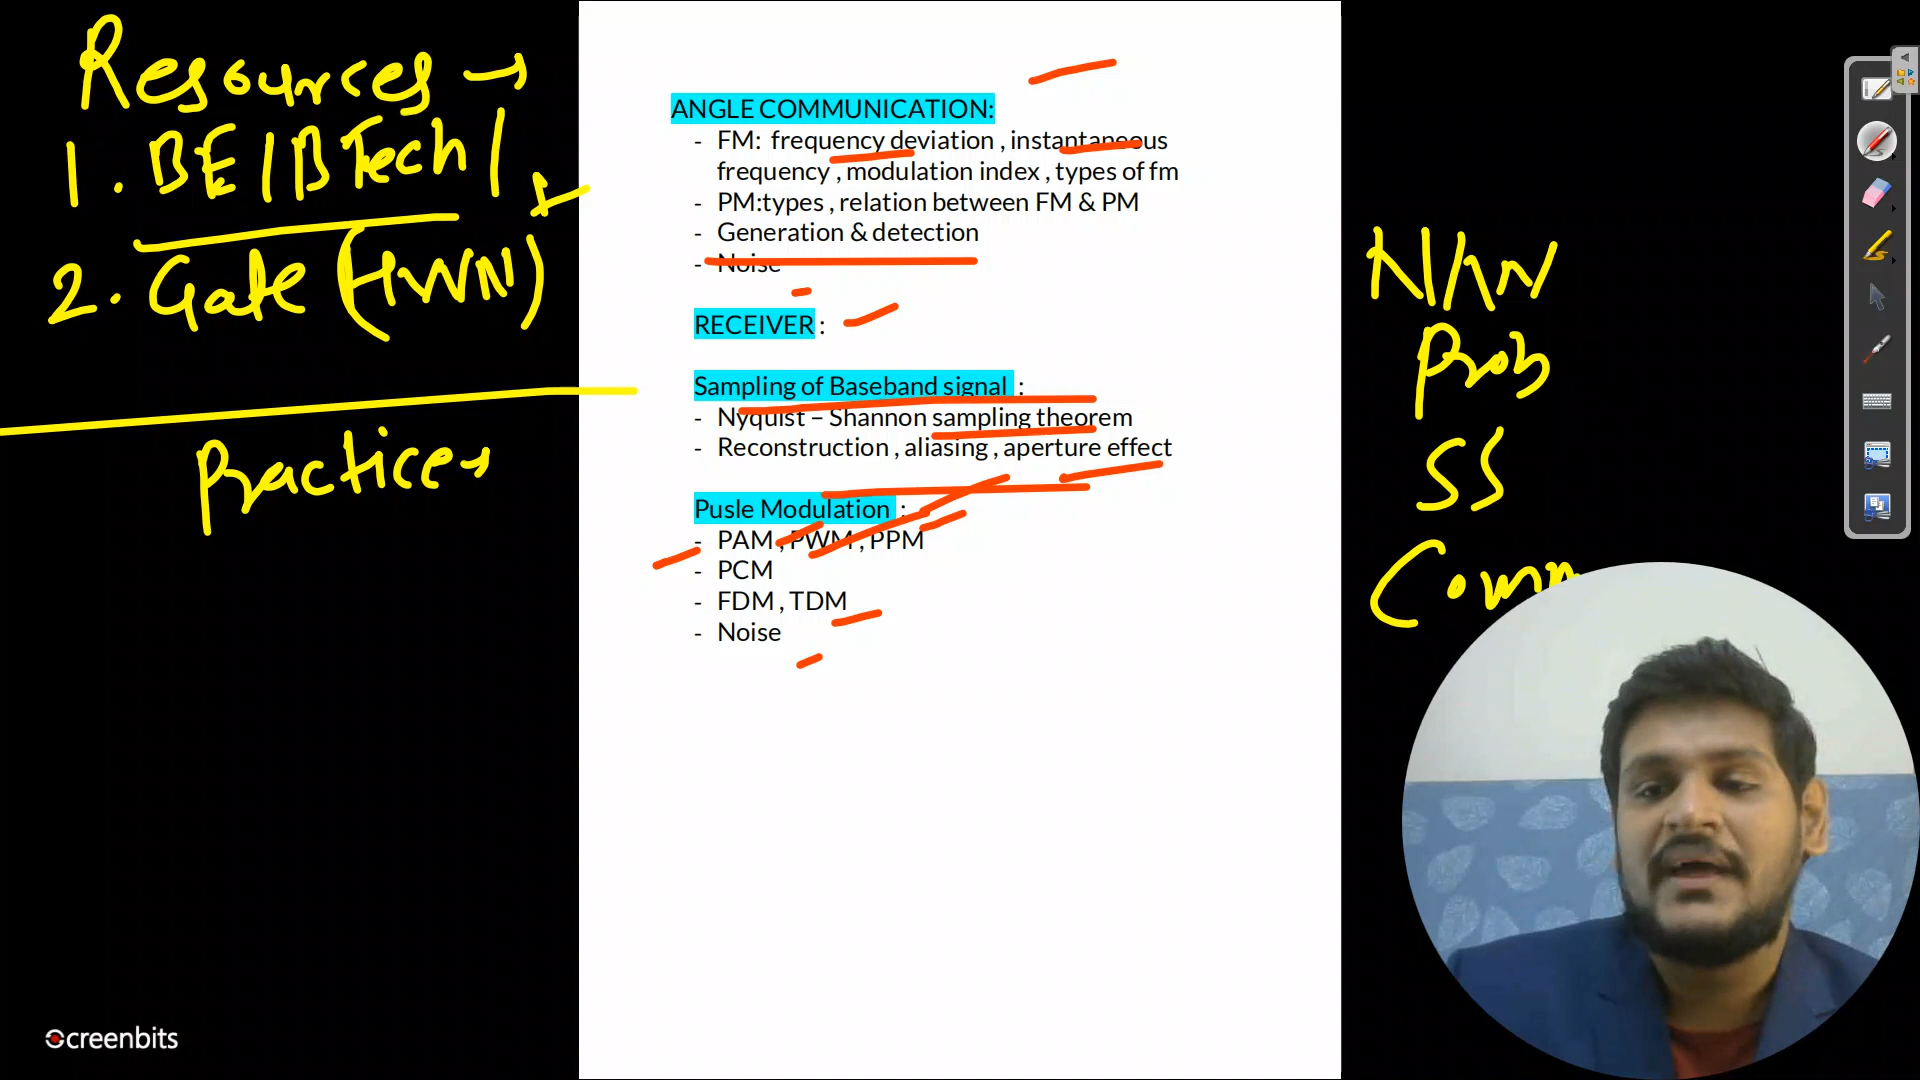 Resources →
1. BE/BTech/
2. Gate (HWN)
Practice →
ANGLE COMMUNICATION:
- FM: frequency deviation , instantaneous
frequency , modulation index , types of fm
- PM:types , relation between FM & PM
- Generation & detection
- Noise
RECEIVER :
Sampling of Baseband signal :
- Nyquist – Shannon sampling theorem
- Reconstruction , aliasing , aperture effect
Pusle Modulation :
- PAM , PWM , PPM
- PCM
- FDM , TDM
- Noise
N/W
Prob
SS
Comm
screenbits